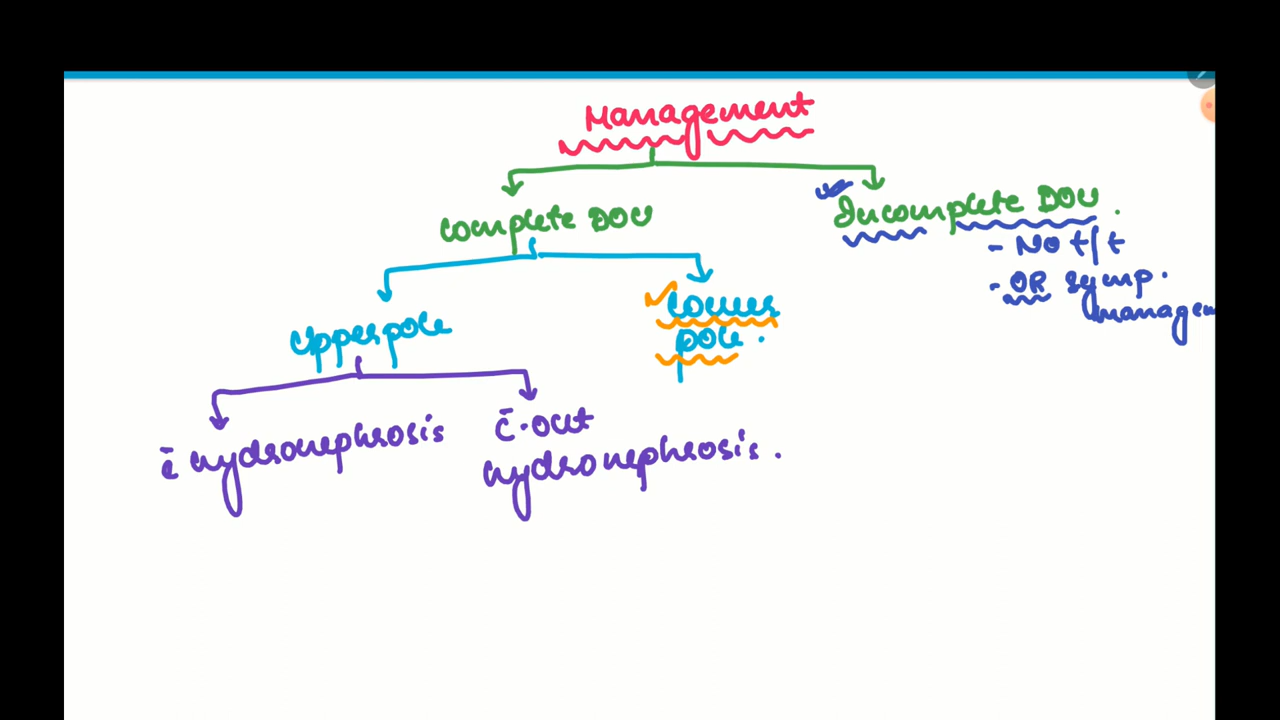 Management
complete DOU
Incomplete DOU.
- NO t/t
- OR symp.
managem
Upperpole
Lower
pole.
c̄ hydronephrosis
c̄-out
hydronephrosis.